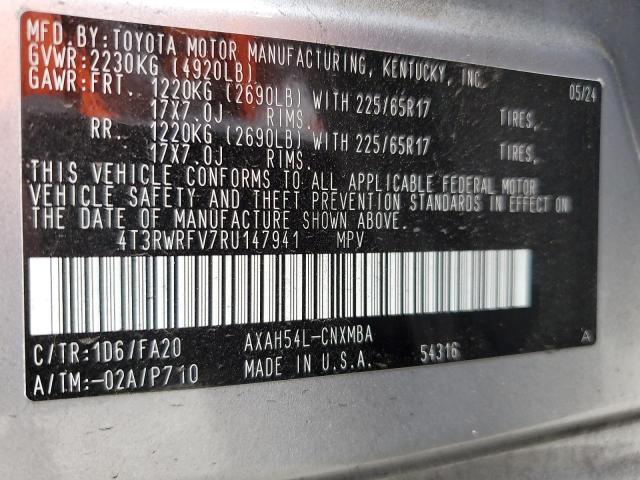 MFD.BY:TOYOTA MOTOR MANUFACTURING, KENTUCKY, INC. 05/24
GVWR:2230KG (4920LB)
GAWR:FRT. 1220KG (2690LB) WITH 225/65R17 TIRES,
17X7.0J RIMS.
RR. 1220KG (2690LB) WITH 225/65R17 TIRES,
17X7.0J RIMS.
THIS VEHICLE CONFORMS TO ALL APPLICABLE FEDERAL MOTOR
VEHICLE SAFETY AND THEFT PREVENTION STANDARDS IN EFFECT ON
THE DATE OF MANUFACTURE SHOWN ABOVE.
4T3RWRFV7RU147941 MPV
C/TR:1D6/FA20 AXAH54L-CNXMBA
A/TM:-02A/P710 MADE IN U.S.A. 54316 A